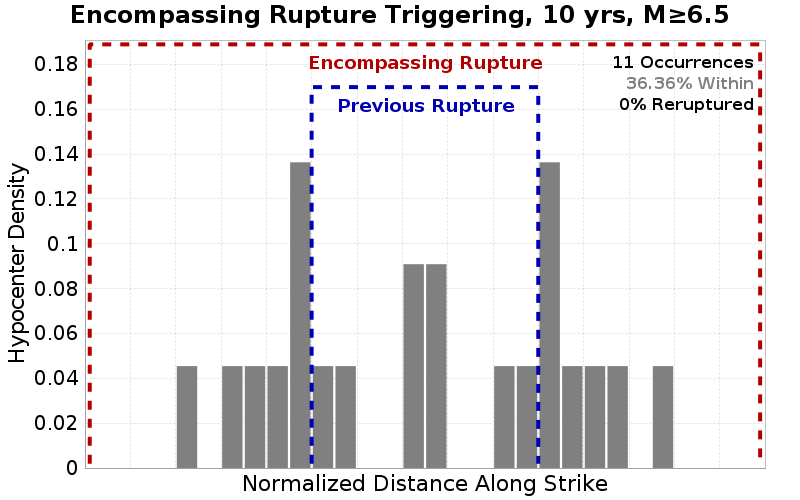 Encompassing Rupture Triggering, 10 yrs, M≥6.5
Encompassing Rupture
11 Occurrences
36.36% Within
0% Reruptured
Previous Rupture
Hypocenter Density
0.18
0.16
0.14
0.12
0.1
0.08
0.06
0.04
0.02
0
Normalized Distance Along Strike